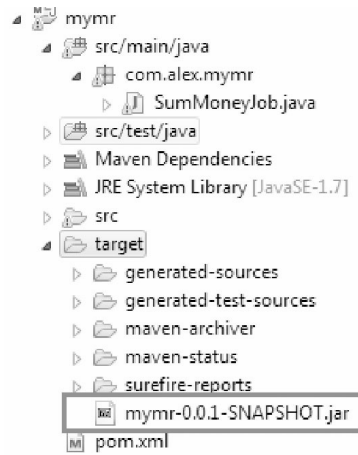 mymr
src/main/java
com.alex.mymr
SumMoneyJob.java
src/test/java
Maven Dependencies
JRE System Library [JavaSE-1.7]
src
target
generated-sources
generated-test-sources
maven-archiver
maven-status
surefire-reports
mymr-0.0.1-SNAPSHOT.jar
pom.xml